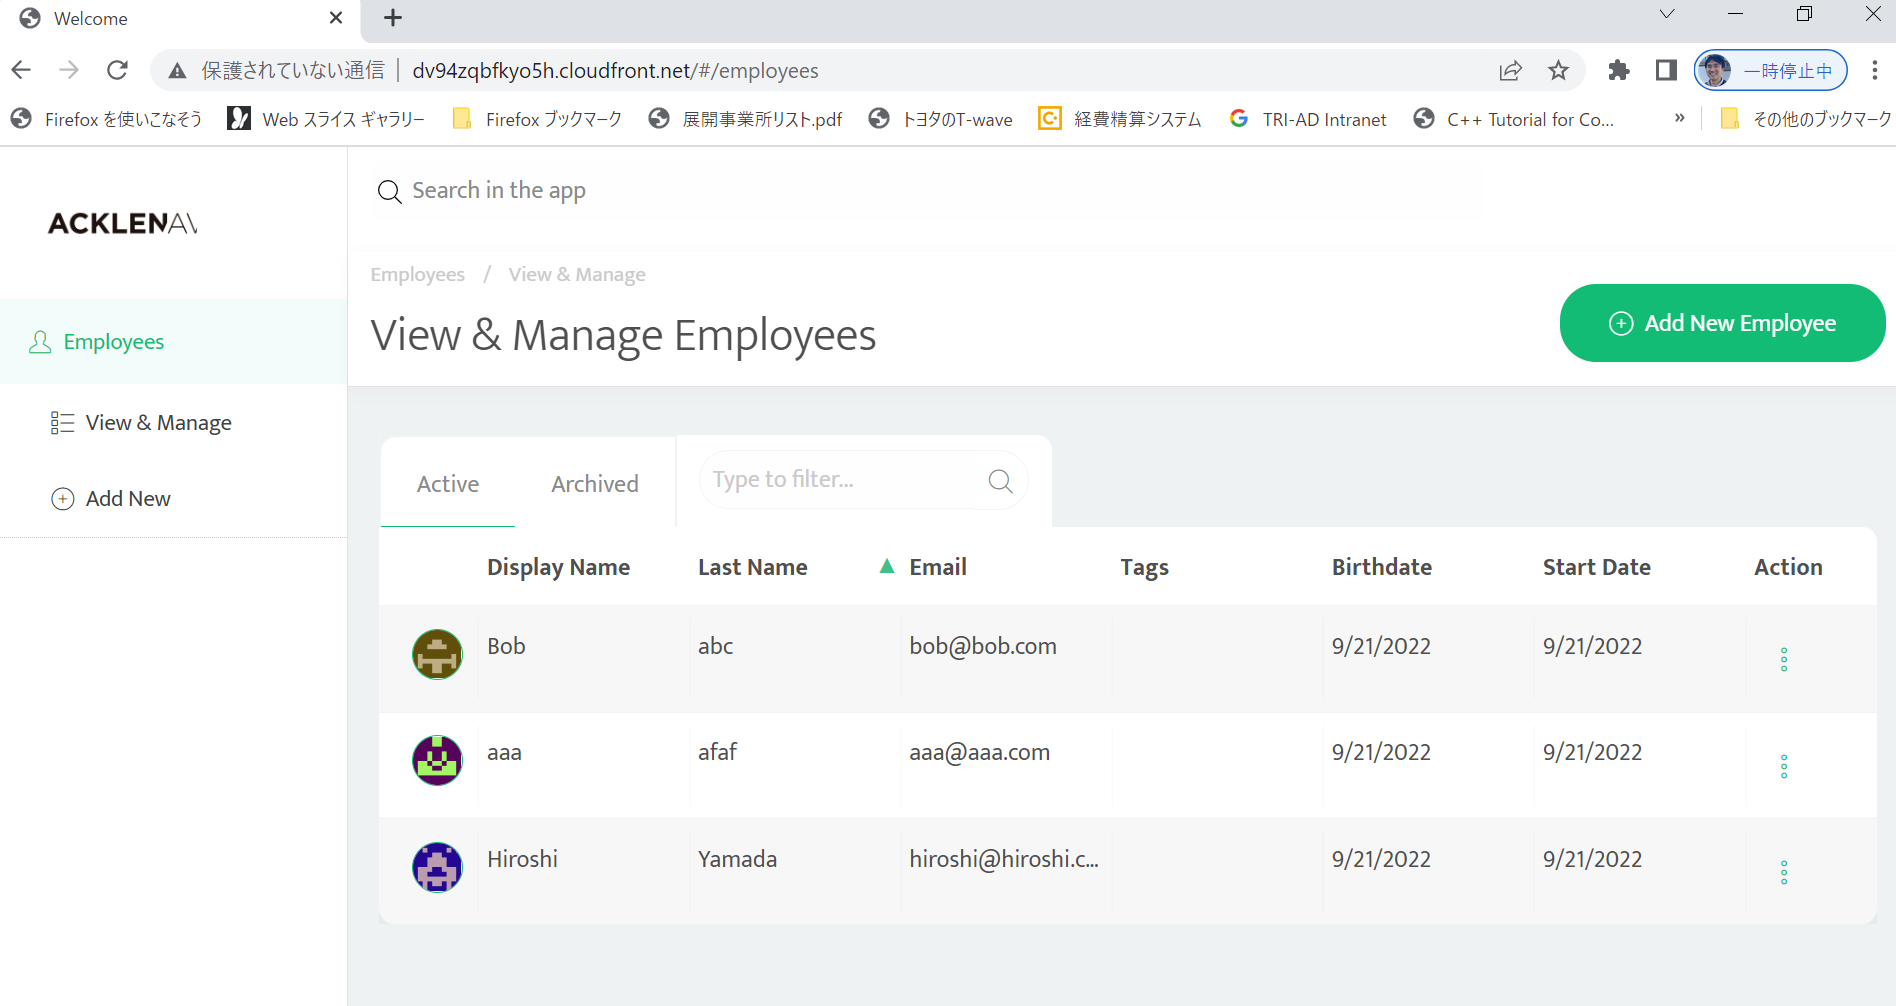 Welcome
保護されていない通信 dv94zqbfkyo5h.cloudfront.net/#/employees 一時停止中
Firefox を使いこなそう Web スライス ギャラリー Firefox ブックマーク 展開事業所リスト.pdf トヨタのT-wave 経費精算システム TRI-AD Intranet C++ Tutorial for Co... » その他のブックマーク
Search in the app
ACKLENAV
Employees / View & Manage
View & Manage Employees
Add New Employee
Employees
View & Manage
Add New
Active Archived Type to filter...
Display Name Last Name Email Tags Birthdate Start Date Action
Bob abc bob@bob.com 9/21/2022 9/21/2022
aaa afaf aaa@aaa.com 9/21/2022 9/21/2022
Hiroshi Yamada hiroshi@hiroshi.c... 9/21/2022 9/21/2022